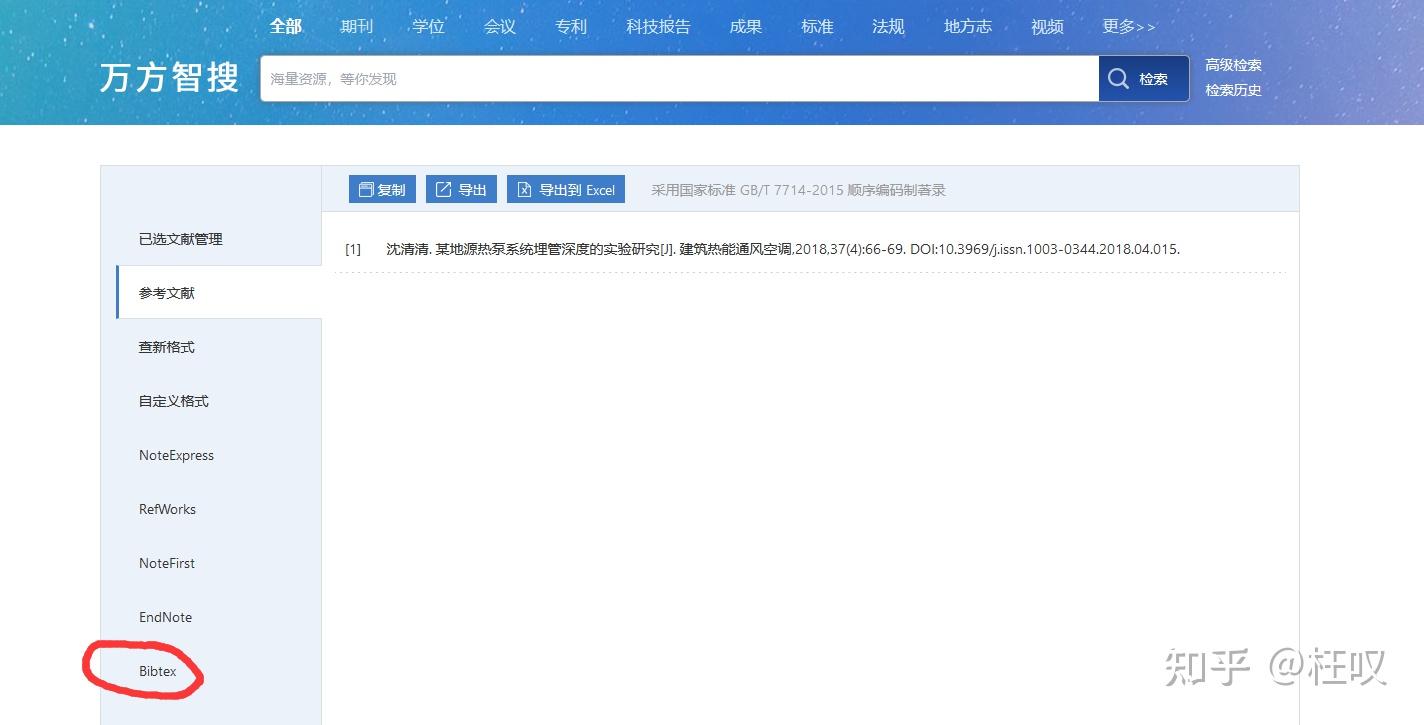 全部 期刊 学位 会议 专利 科技报告 成果 标准 法规 地方志 视频 更多>>
万方智搜 海量资源，等你发现 检索 高级检索
检索历史
复制 导出 导出到 Excel 采用国家标准 GB/T 7714-2015 顺序编码制著录
已选文献管理
[1] 沈清清. 某地源热泵系统埋管深度的实验研究[J]. 建筑热能通风空调,2018,37(4):66-69. DOI:10.3969/j.issn.1003-0344.2018.04.015.
参考文献
查新格式
自定义格式
NoteExpress
RefWorks
NoteFirst
EndNote
Bibtex
知乎 @枉叹